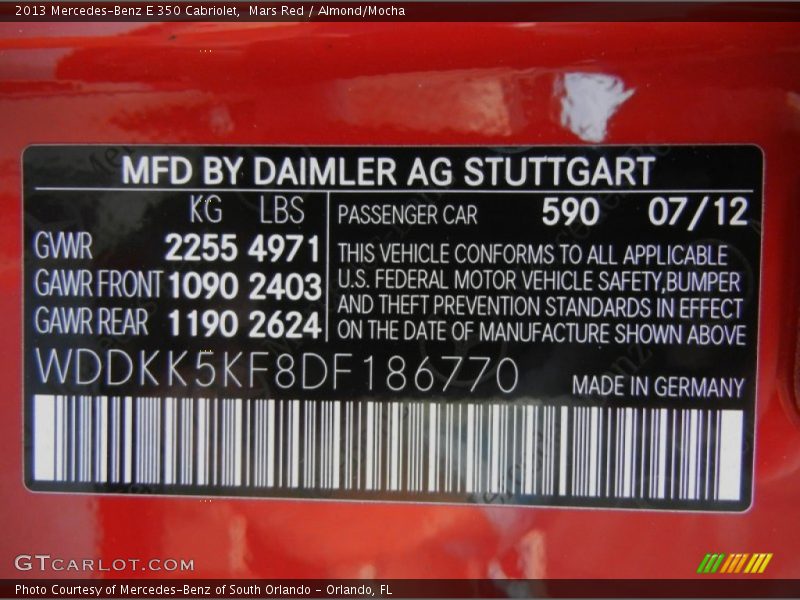 2013 Mercedes-Benz E 350 Cabriolet, Mars Red / Almond/Mocha
MFD BY DAIMLER AG STUTTGART
KG LBS
GVWR 2255 4971
GAWR FRONT 1090 2403
GAWR REAR 1190 2624
PASSENGER CAR 590 07/12
THIS VEHICLE CONFORMS TO ALL APPLICABLE
U.S. FEDERAL MOTOR VEHICLE SAFETY,BUMPER
AND THEFT PREVENTION STANDARDS IN EFFECT
ON THE DATE OF MANUFACTURE SHOWN ABOVE
WDDKK5KF8DF186770
MADE IN GERMANY
GTCARLOT.COM
Photo Courtesy of Mercedes-Benz of South Orlando - Orlando, FL